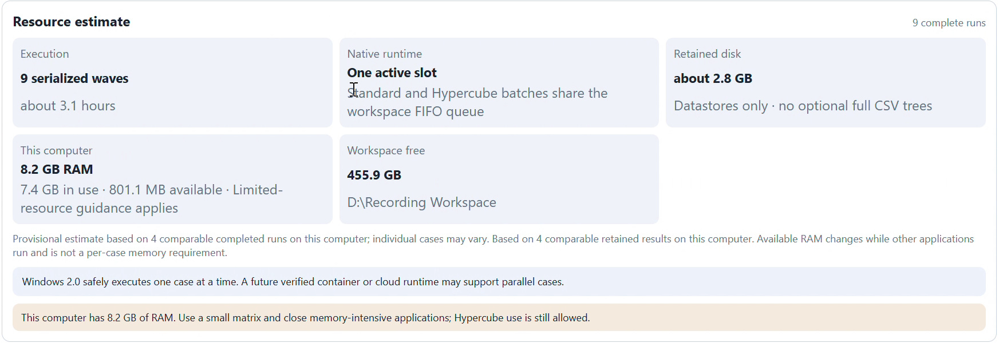 Resource estimate
9 complete runs
Execution
9 serialized waves
about 3.1 hours
Native runtime
One active slot
Standard and Hypercube batches share the
workspace FIFO queue
Retained disk
about 2.8 GB
Datastores only · no optional full CSV trees
This computer
8.2 GB RAM
7.4 GB in use · 801.1 MB available · Limited-
resource guidance applies
Workspace free
455.9 GB
D:\Recording Workspace
Provisional estimate based on 4 comparable completed runs on this computer; individual cases may vary. Based on 4 comparable retained results on this computer. Available RAM changes while other applications
run and is not a per-case memory requirement.
Windows 2.0 safely executes one case at a time. A future verified container or cloud runtime may support parallel cases.
This computer has 8.2 GB of RAM. Use a small matrix and close memory-intensive applications; Hypercube use is still allowed.